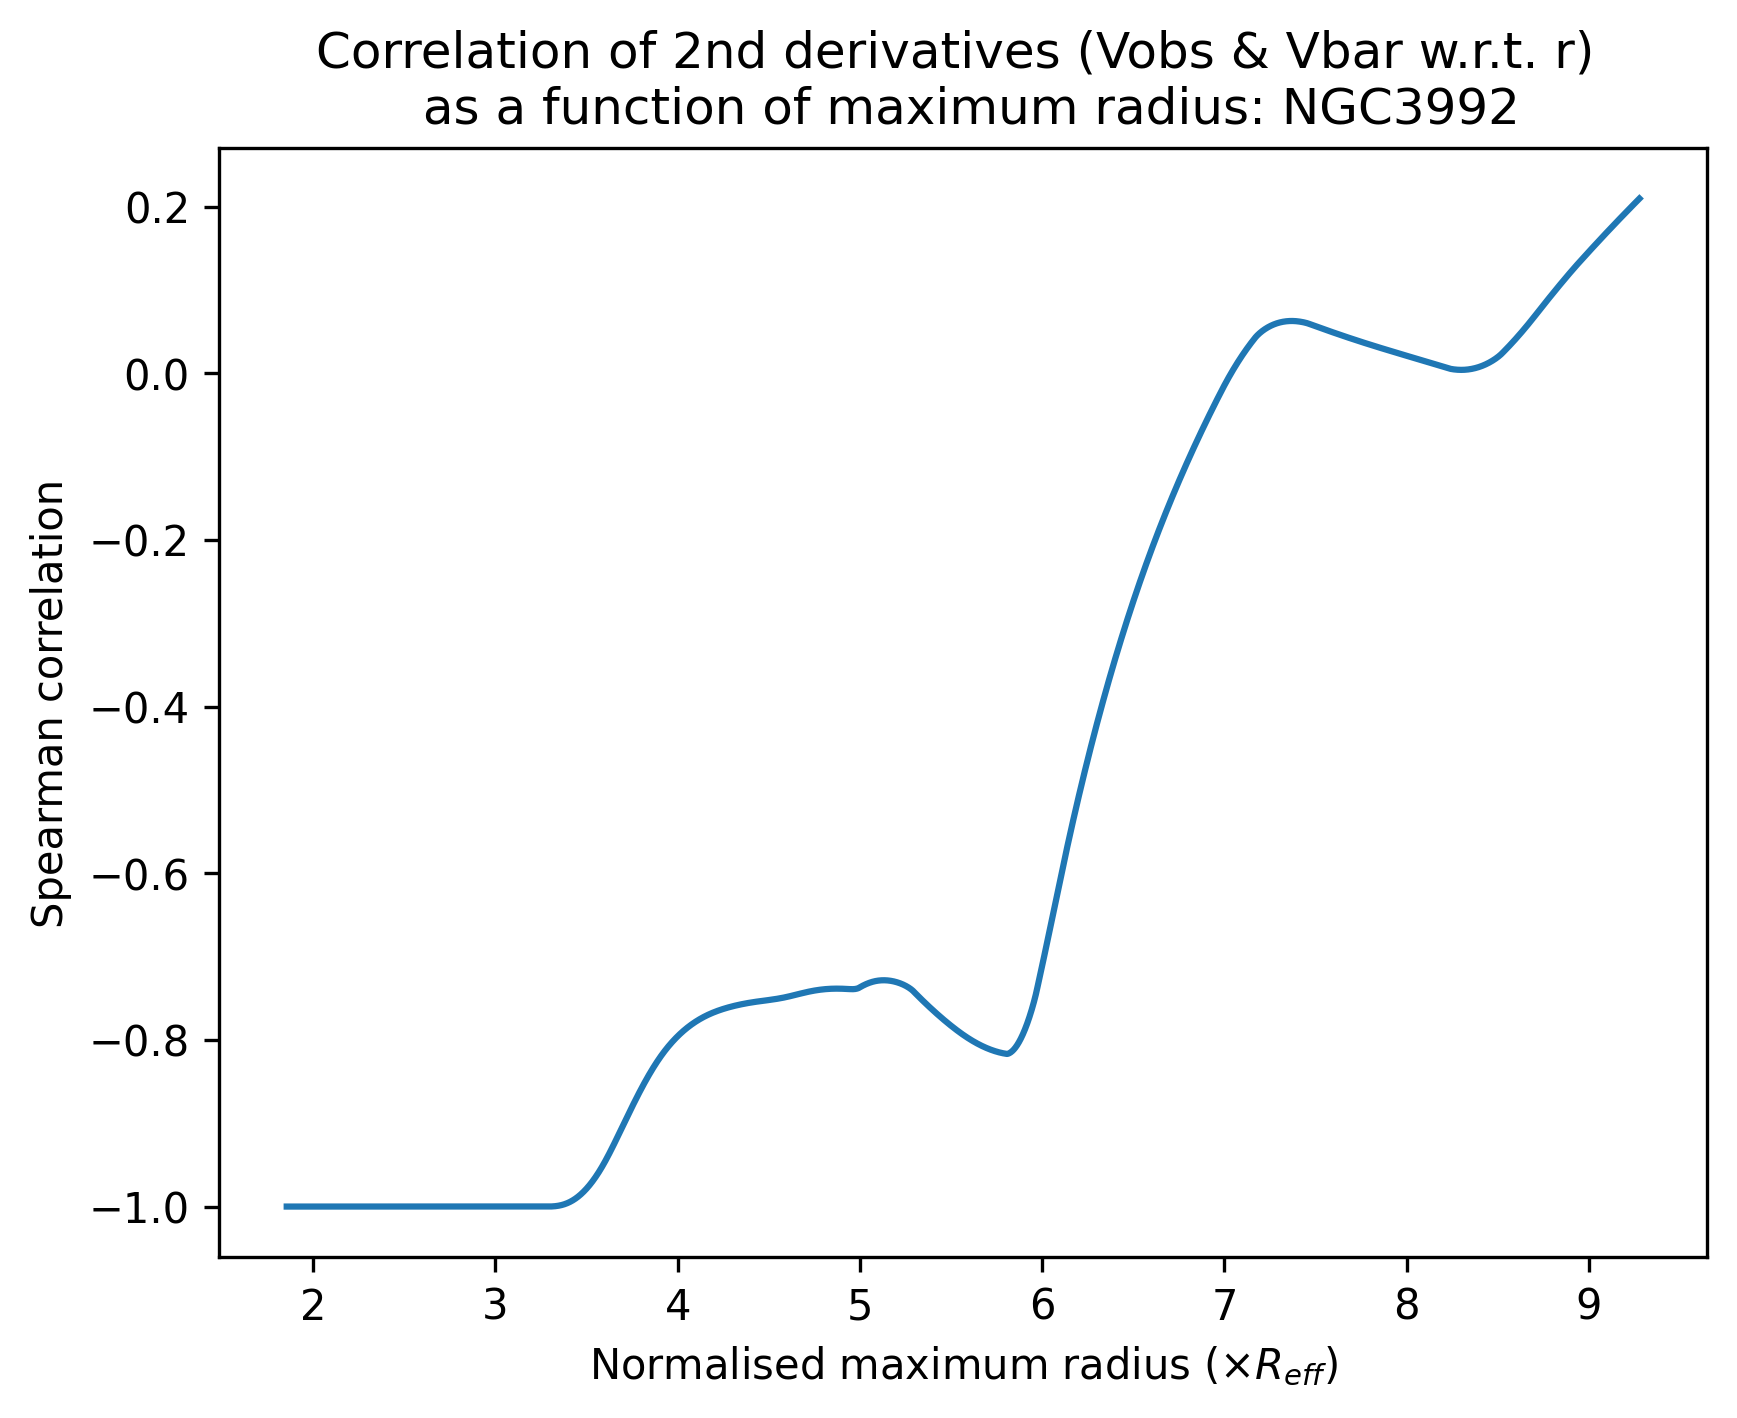 Correlation of 2nd derivatives (Vobs & Vbar w.r.t. r)
as a function of maximum radius: NGC3992
Spearman correlation
0.2
0.0
−0.2
−0.4
−0.6
−0.8
−1.0
2 3 4 5 6 7 8 9
Normalised maximum radius (×R_eff)